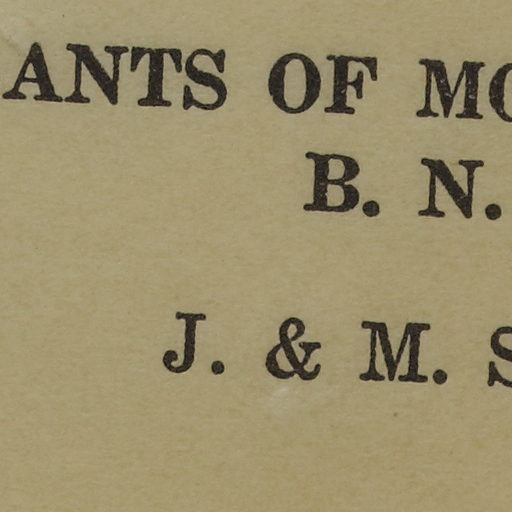 ANTS OF MO
B. N.
J. & M. S